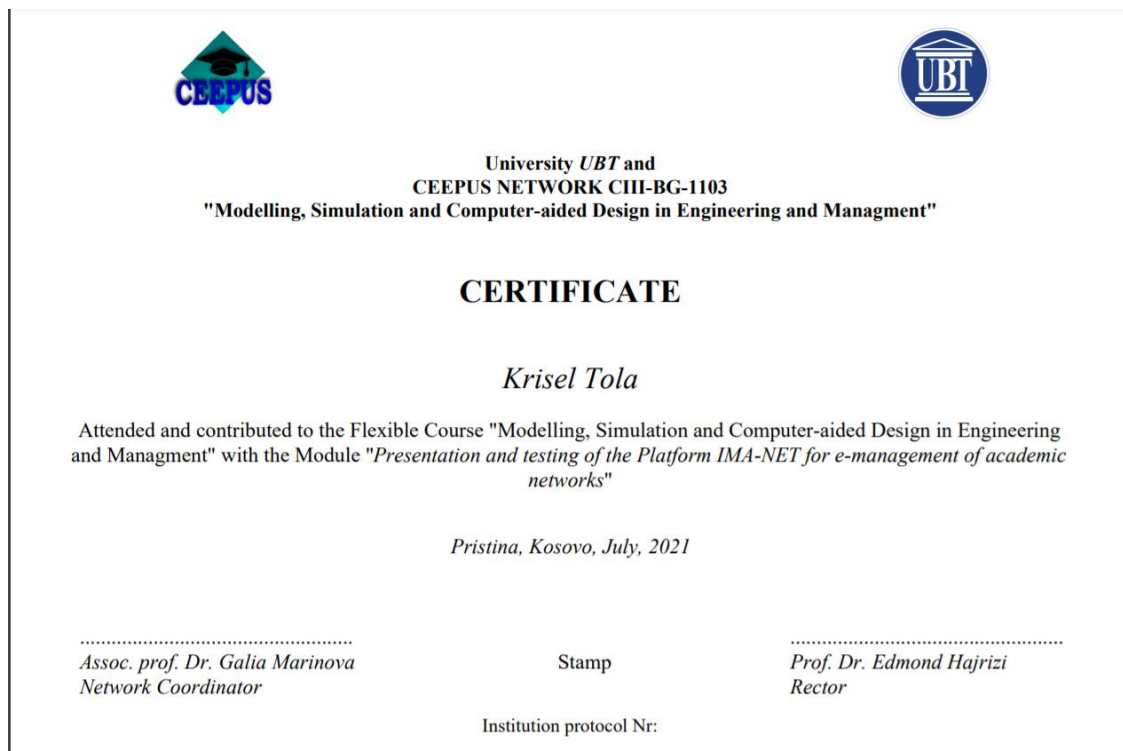 CEEPUS
UBT
University UBT and
CEEPUS NETWORK CIII-BG-1103
"Modelling, Simulation and Computer-aided Design in Engineering and Managment"
CERTIFICATE
Krisel Tola
Attended and contributed to the Flexible Course "Modelling, Simulation and Computer-aided Design in Engineering
and Managment" with the Module "Presentation and testing of the Platform IMA-NET for e-management of academic
networks"
Pristina, Kosovo, July, 2021
.................................................... ....................................................
Assoc. prof. Dr. Galia Marinova Stamp Prof. Dr. Edmond Hajrizi
Network Coordinator Rector
Institution protocol Nr: